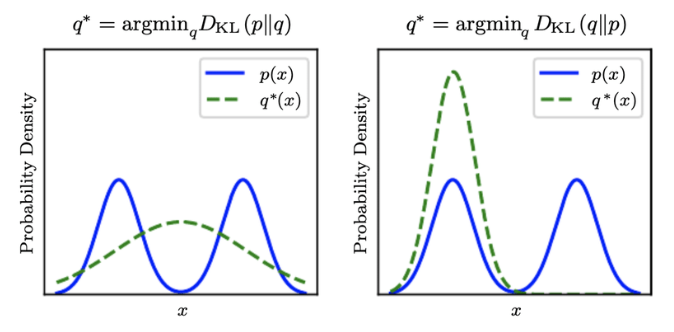 q* = argmin_q D_KL (p‖q)
Probability Density
p(x)
q*(x)
x
q* = argmin_q D_KL (q‖p)
Probability Density
p(x)
q*(x)
x